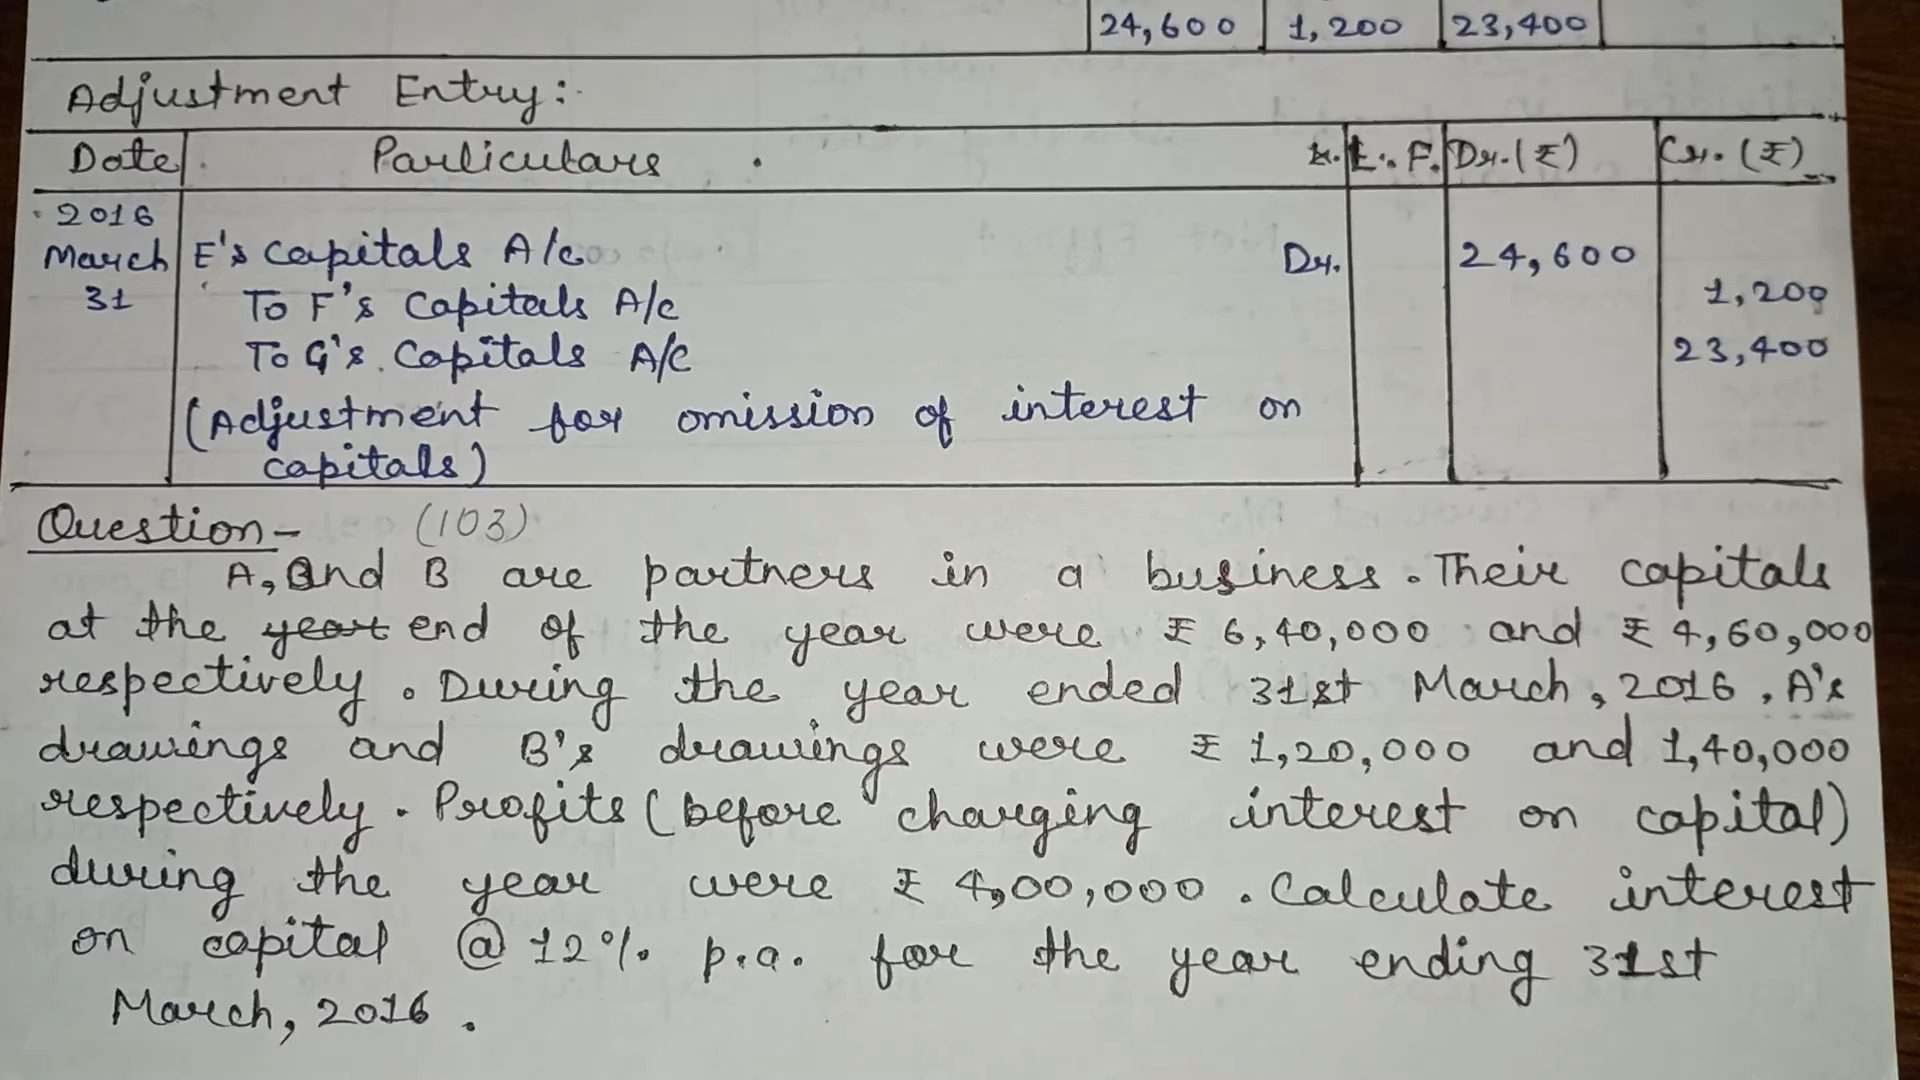 24,600 1,200 23,400
Adjustment Entry:
Date Particulars L. F. Dr. (₹) Cr. (₹)
2016
March E's Capitals A/c Dr. 24,600
31 To F's Capitals A/c 1,200
To G's Capitals A/c 23,400
(Adjustment for omission of interest on
capitals)
Question - (103)
A, and B are partners in a business. Their capitals
at the year end of the year were ₹ 6,40,000 and ₹ 4,60,000
respectively. During the year ended 31st March, 2016, A's
drawings and B's drawings were ₹ 1,20,000 and 1,40,000
respectively. Profits (before charging interest on capital)
during the year were ₹ 4,00,000. Calculate interest
on capital @ 12% p.a. for the year ending 31st
March, 2016.